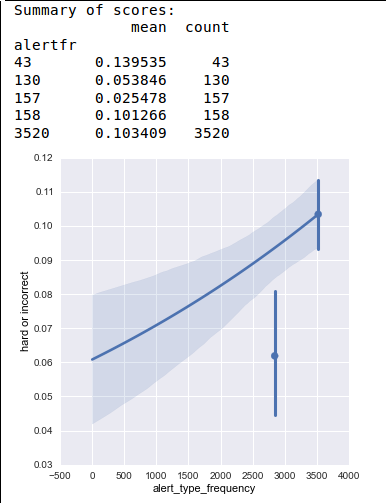 Summary of scores:
mean count
alertfr
43 0.139535 43
130 0.053846 130
157 0.025478 157
158 0.101266 158
3520 0.103409 3520
0.12
0.11
0.10
0.09
0.08
0.07
0.06
0.05
0.04
0.03
hard or incorrect
−500 0 500 1000 1500 2000 2500 3000 3500 4000
alert_type_frequency